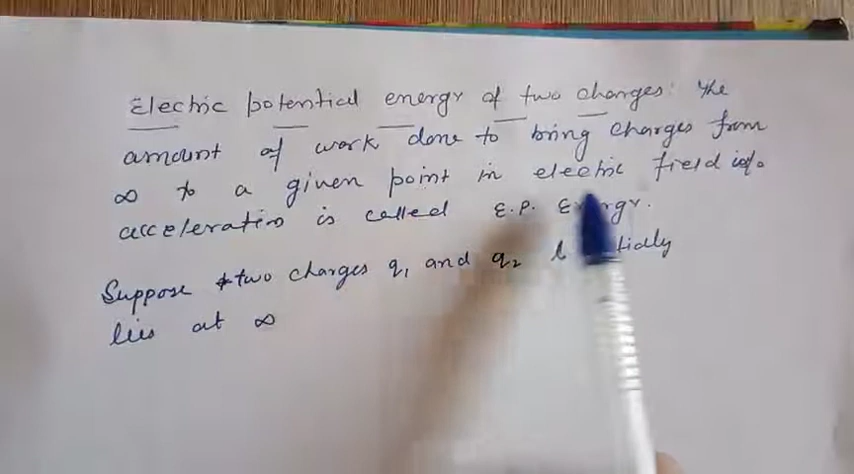 Electric potential energy of two charges: The
amount of work done to bring charges from
∞ to a given point in electric field w/o
acceleration is called E.P. Energy.
Suppose two charges q₁ and q₂
lies at ∞